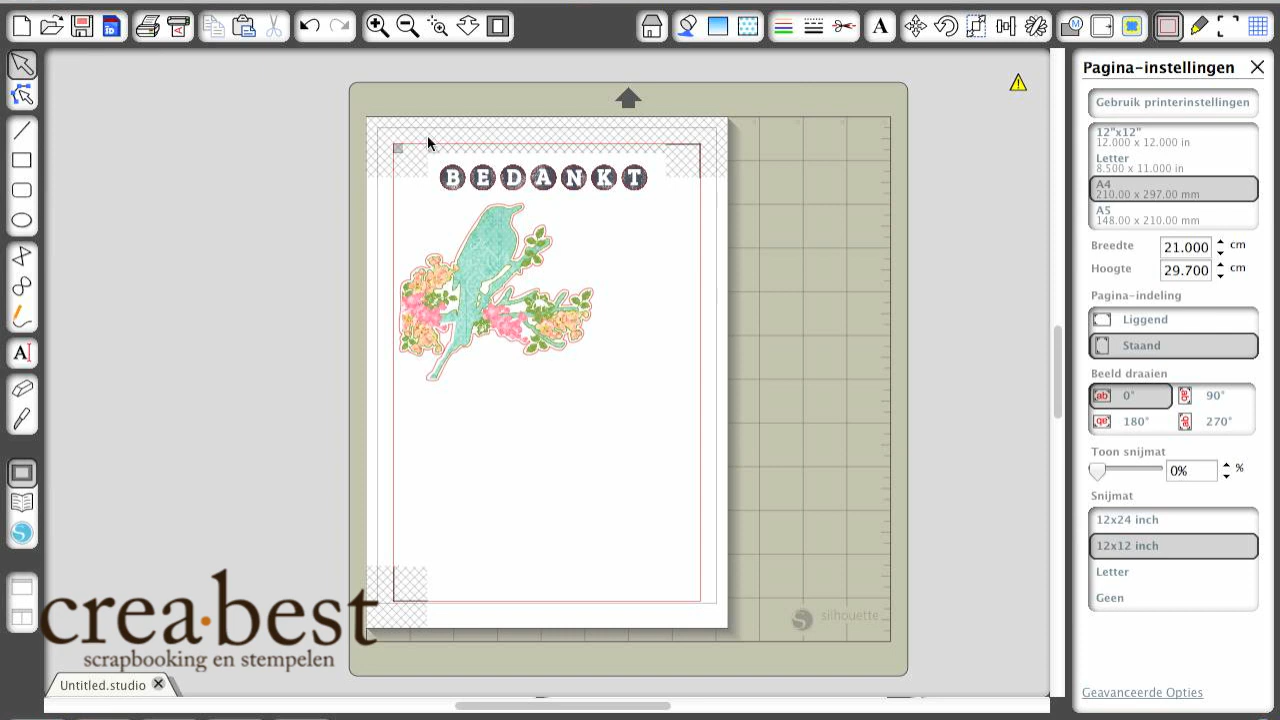 Pagina-instellingen
Gebruik printerinstellingen
12"x12"
12.000 x 12.000 in
Letter
8.500 x 11.000 in
A4
210.00 x 297.00 mm
A5
148.00 x 210.00 mm
Breedte 21.000 cm
Hoogte 29.700 cm
Pagina-indeling
Liggend
Staand
Beeld draaien
0° 90°
180° 270°
Toon snijmat
0% %
Snijmat
12x24 inch
12x12 inch
Letter
Geen
Geavanceerde Opties
BEDANKT
silhouette
crea·best
scrapbooking en stempelen
Untitled.studio